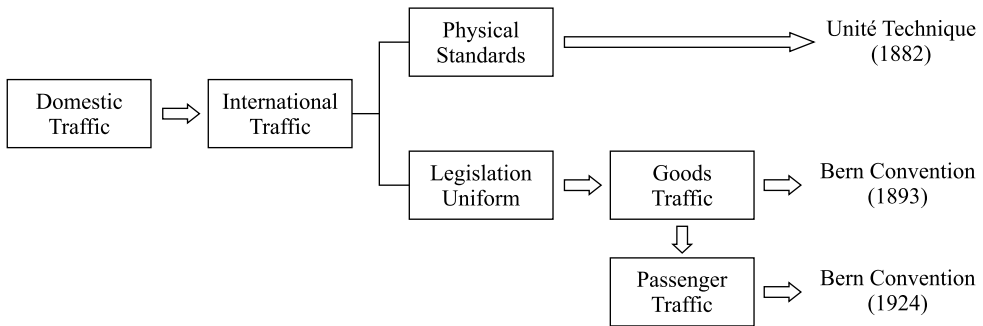 Domestic
Traffic
International
Traffic
Physical
Standards
Unité Technique
(1882)
Legislation
Uniform
Goods
Traffic
Bern Convention
(1893)
Passenger
Traffic
Bern Convention
(1924)